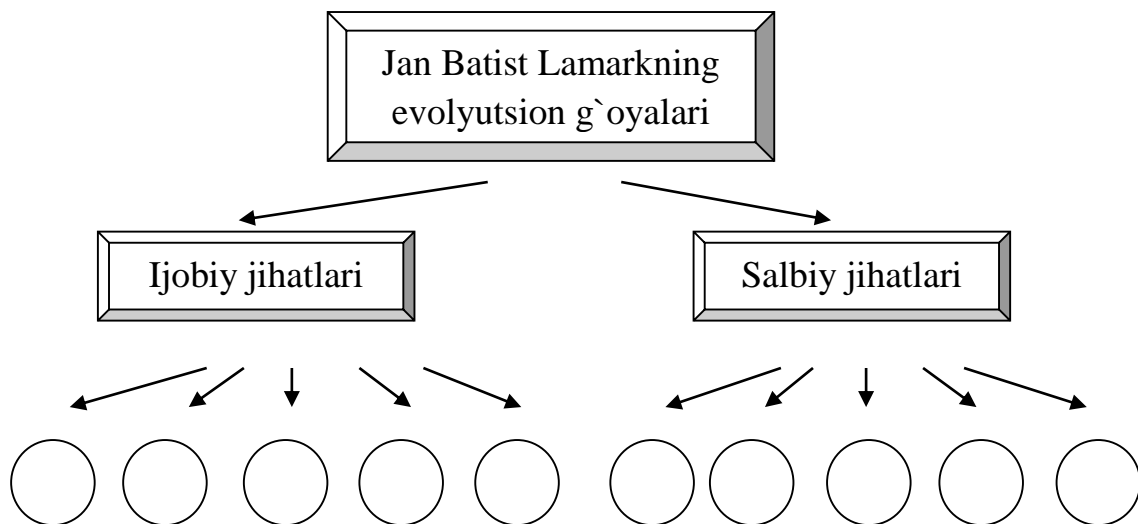 Jan Batist Lamarkning
evolyutsion g`oyalari
Ijobiy jihatlari
Salbiy jihatlari